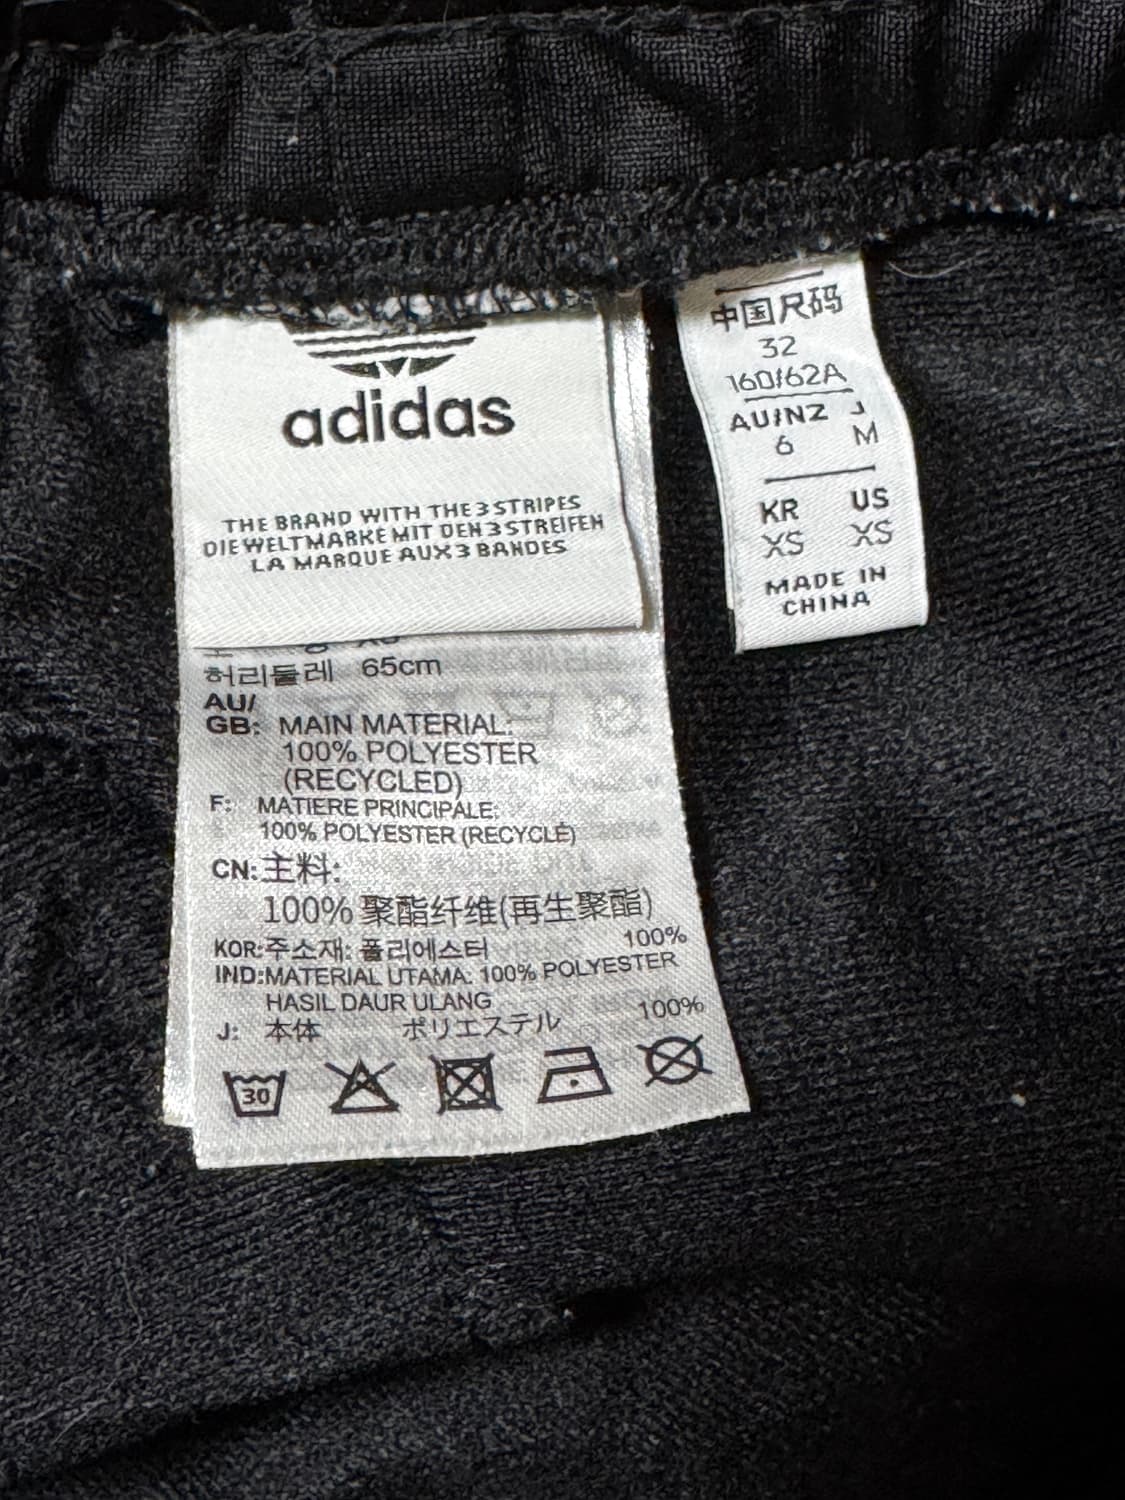 adidas
THE BRAND WITH THE 3 STRIPES
DIE WELTMARKE MIT DEN 3 STREIFEN
LA MARQUE AUX 3 BANDES
허리둘레 65cm
AU/
GB: MAIN MATERIAL:
100% POLYESTER
(RECYCLED)
F: MATIERE PRINCIPALE:
100% POLYESTER (RECYCLÉ)
CN:主料:
100% 聚酯纤维(再生聚酯)
KOR:주소재: 폴리에스터 100%
IND:MATERIAL UTAMA: 100% POLYESTER
HASIL DAUR ULANG
J: 本体 ポリエステル 100%
30
中国尺码
32
160/62A
AU/NZ J
6 M
KR US
XS XS
MADE IN
CHINA